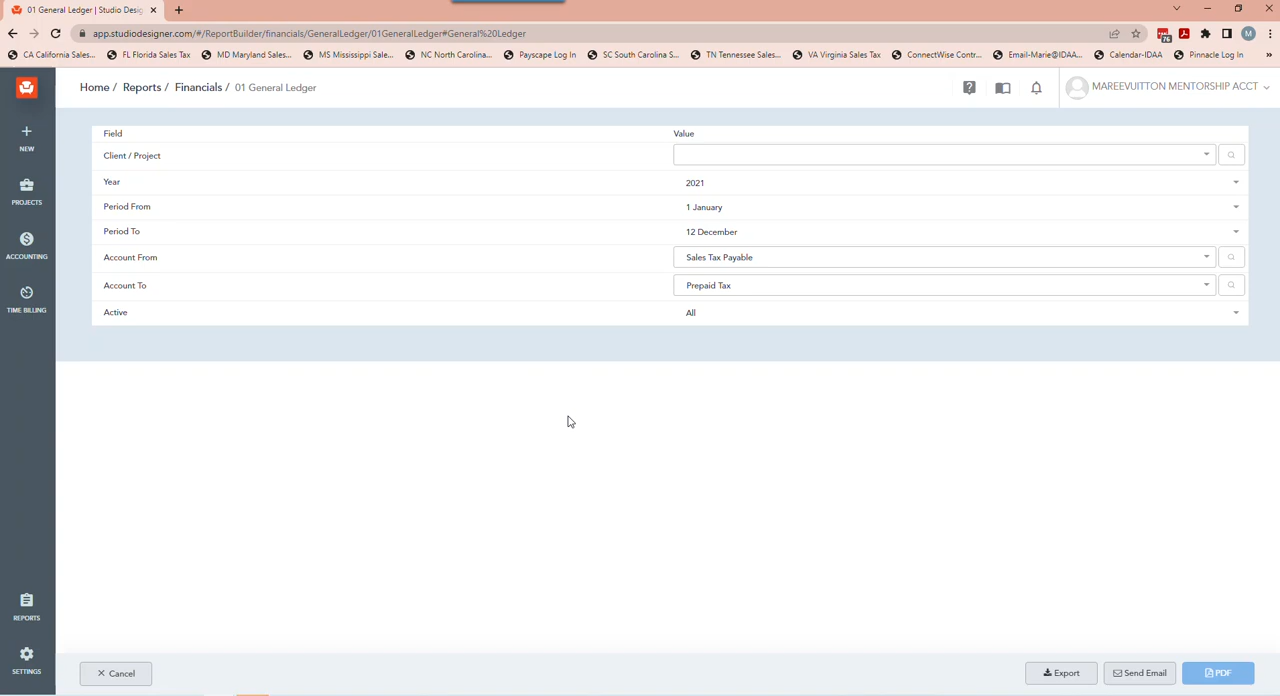 01 General Ledger | Studio Desig
app.studiodesigner.com/#/ReportBuilder/financials/GeneralLedger/01GeneralLedger#General%20Ledger
76
M
CA California Sales... FL Florida Sales Tax MD Maryland Sales... MS Mississippi Sale... NC North Carolina... Payscape Log In SC South Carolina S... TN Tennessee Sales... VA Virginia Sales Tax ConnectWise Contr... Email-Marie@IDAA... Calendar-IDAA Pinnacle Log In »
Home / Reports / Financials / 01 General Ledger
MAREEVUITTON MENTORSHIP ACCT
NEW
PROJECTS
ACCOUNTING
TIME BILLING
REPORTS
SETTINGS
Field Value
Client / Project
Year 2021
Period From 1 January
Period To 12 December
Account From Sales Tax Payable
Account To Prepaid Tax
Active All
Cancel Export Send Email PDF